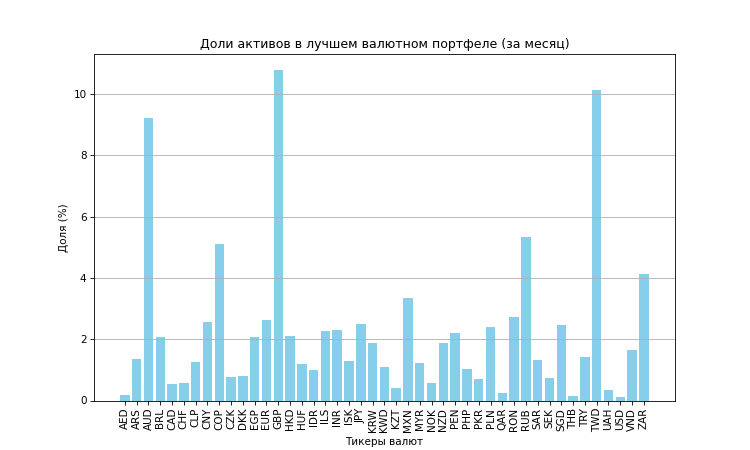 Доли активов в лучшем валютном портфеле (за месяц)
Доля (%)
10
8
6
4
2
0
AED ARS AUD BRL CAD CHF CLP CNY COP CZK DKK EGP EUR GBP HKD HUF IDR ILS INR ISK JPY KRW KWD KZT MXN MYR NOK NZD PEN PHP PKR PLN QAR RON RUB SAR SEK SGD THB TRY TWD UAH USD VND ZAR
Тикеры валют